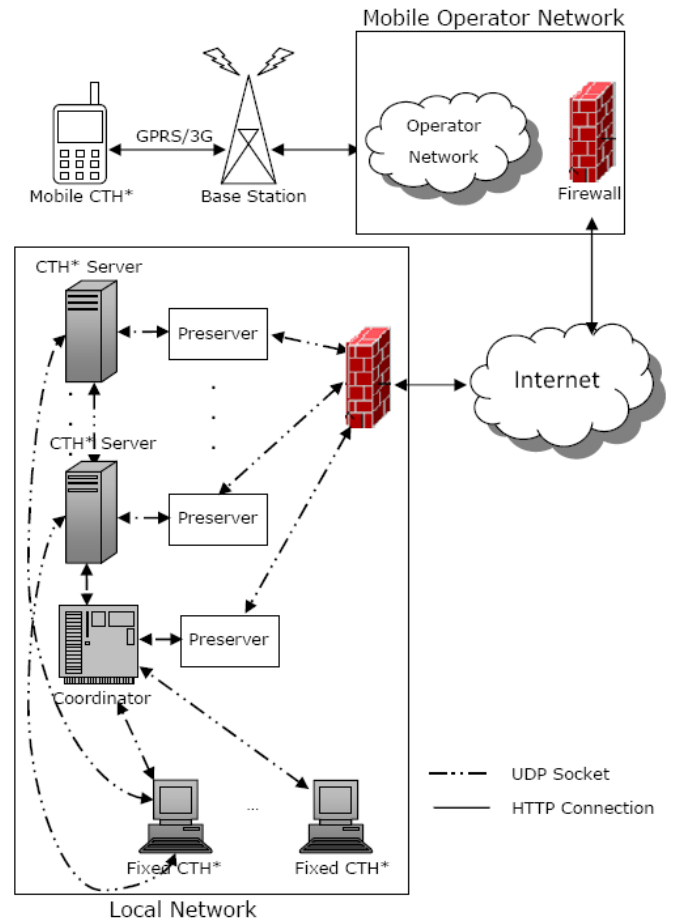 Mobile Operator Network
GPRS/3G
Operator
Network
Mobile CTH*
Base Station
Firewall
CTH* Server
Preserver
Internet
CTH* Server
Preserver
Preserver
Coordinator
UDP Socket
...
HTTP Connection
Fixed CTH*
Fixed CTH*
Local Network